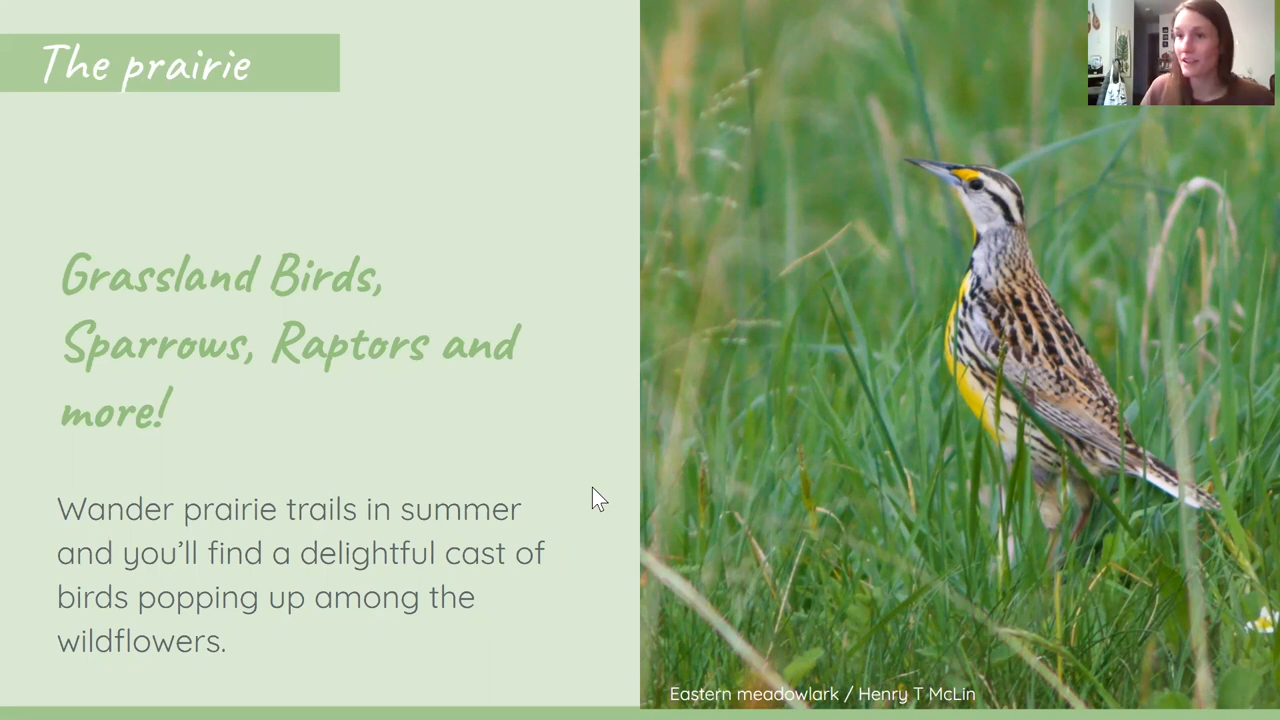 The prairie
Grassland Birds,
Sparrows, Raptors and
more!
Wander prairie trails in summer
and you’ll find a delightful cast of
birds popping up among the
wildflowers.
Eastern meadowlark / Henry T McLin